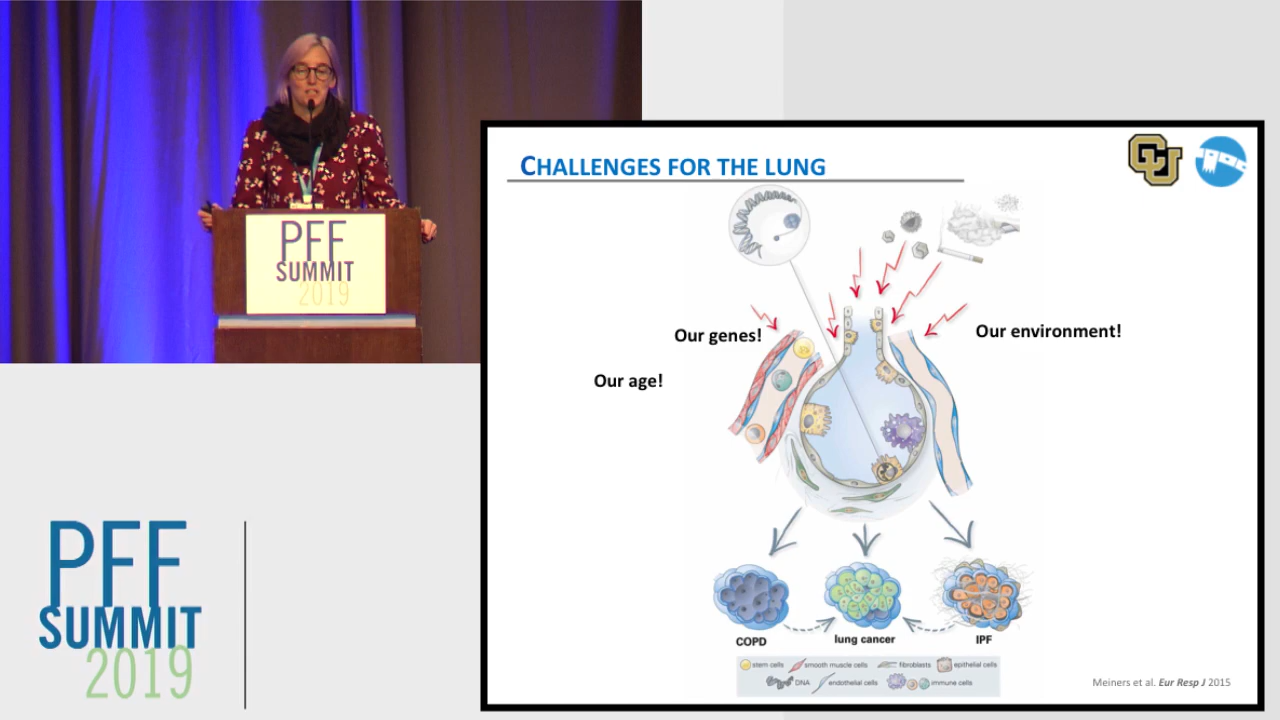 CHALLENGES FOR THE LUNG
CU
goc
Our genes!
Our environment!
Our age!
COPD
lung cancer
IPF
stem cells
smooth muscle cells
fibroblasts
epithelial cells
DNA
endothelial cells
immune cells
Meiners et al. Eur Resp J 2015
PFF
SUMMIT
2019
PFF
SUMMIT
2019